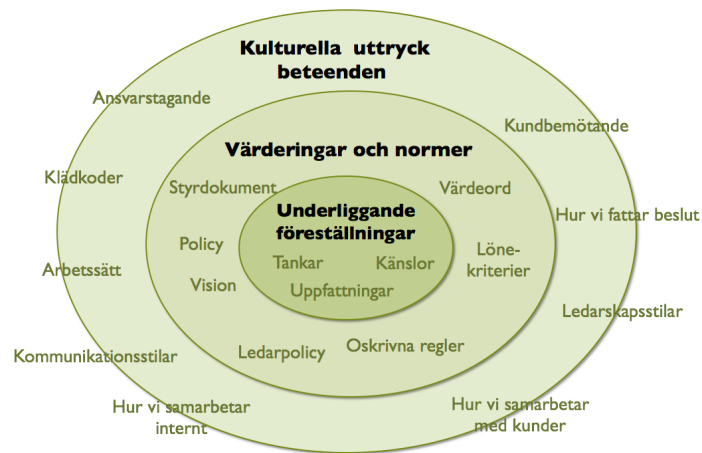 Kulturella uttryck
beteenden
Ansvarstagande
Kundbemötande
Värderingar och normer
Klädkoder
Styrdokument
Värdeord
Underliggande
föreställningar
Hur vi fattar beslut
Policy
Tankar
Känslor
Löne-
kriterier
Arbetssätt
Vision
Uppfattningar
Ledarskapsstilar
Kommunikationsstilar
Ledarpolicy
Oskrivna regler
Hur vi samarbetar
internt
Hur vi samarbetar
med kunder